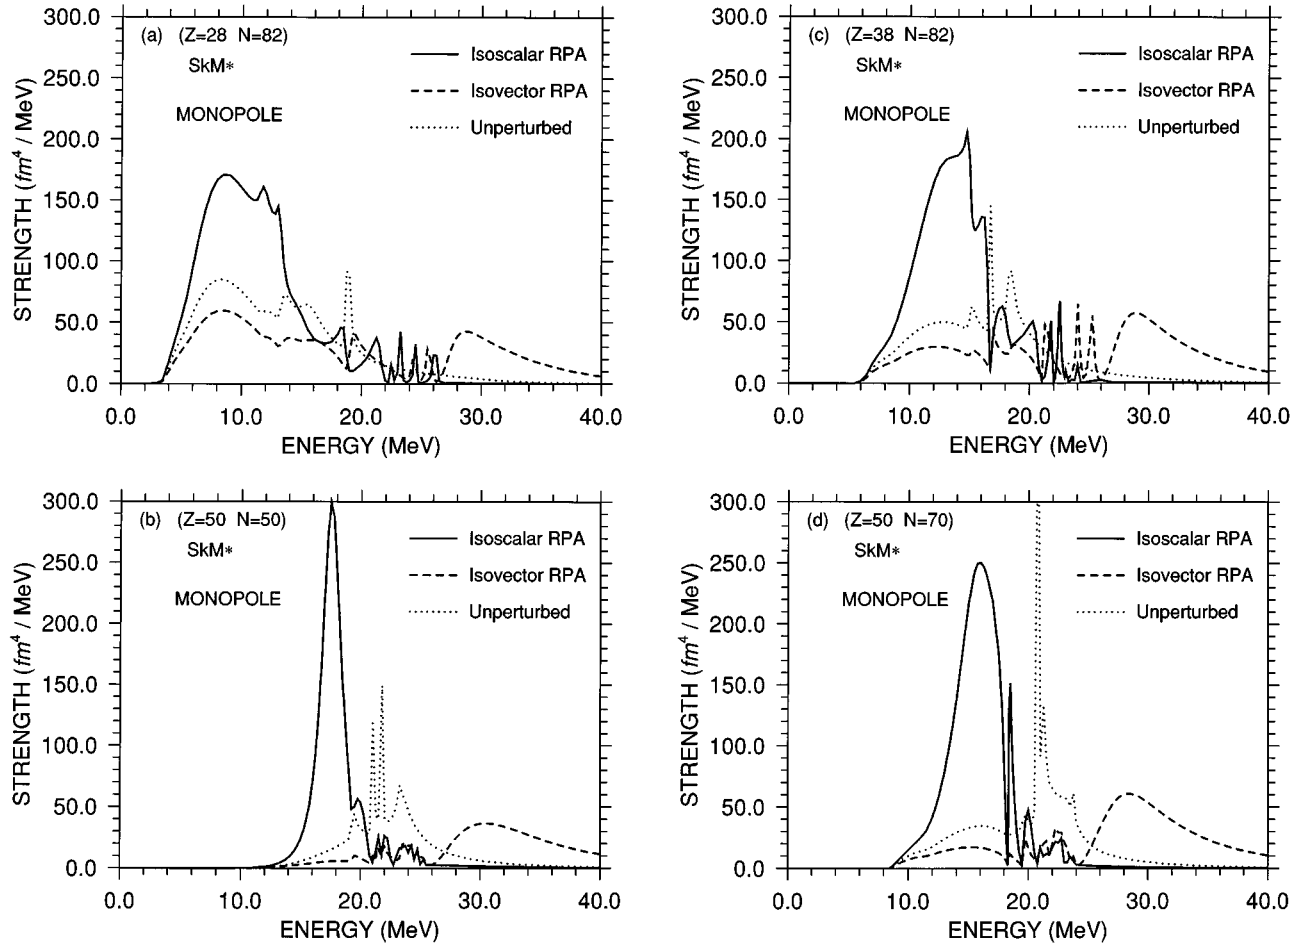 (a) (Z=28 N=82)
SkM*
MONOPOLE
Isoscalar RPA
Isovector RPA
Unperturbed
STRENGTH (fm⁴ / MeV)
300.0
250.0
200.0
150.0
100.0
50.0
0.0
0.0 10.0 20.0 30.0 40.0
ENERGY (MeV)
(c) (Z=38 N=82)
SkM*
MONOPOLE
Isoscalar RPA
Isovector RPA
Unperturbed
STRENGTH (fm⁴ / MeV)
300.0
250.0
200.0
150.0
100.0
50.0
0.0
0.0 10.0 20.0 30.0 40.0
ENERGY (MeV)
(b) (Z=50 N=50)
SkM*
MONOPOLE
Isoscalar RPA
Isovector RPA
Unperturbed
STRENGTH (fm⁴ / MeV)
300.0
250.0
200.0
150.0
100.0
50.0
0.0
0.0 10.0 20.0 30.0 40.0
ENERGY (MeV)
(d) (Z=50 N=70)
SkM*
MONOPOLE
Isoscalar RPA
Isovector RPA
Unperturbed
STRENGTH (fm⁴ / MeV)
300.0
250.0
200.0
150.0
100.0
50.0
0.0
0.0 10.0 20.0 30.0 40.0
ENERGY (MeV)